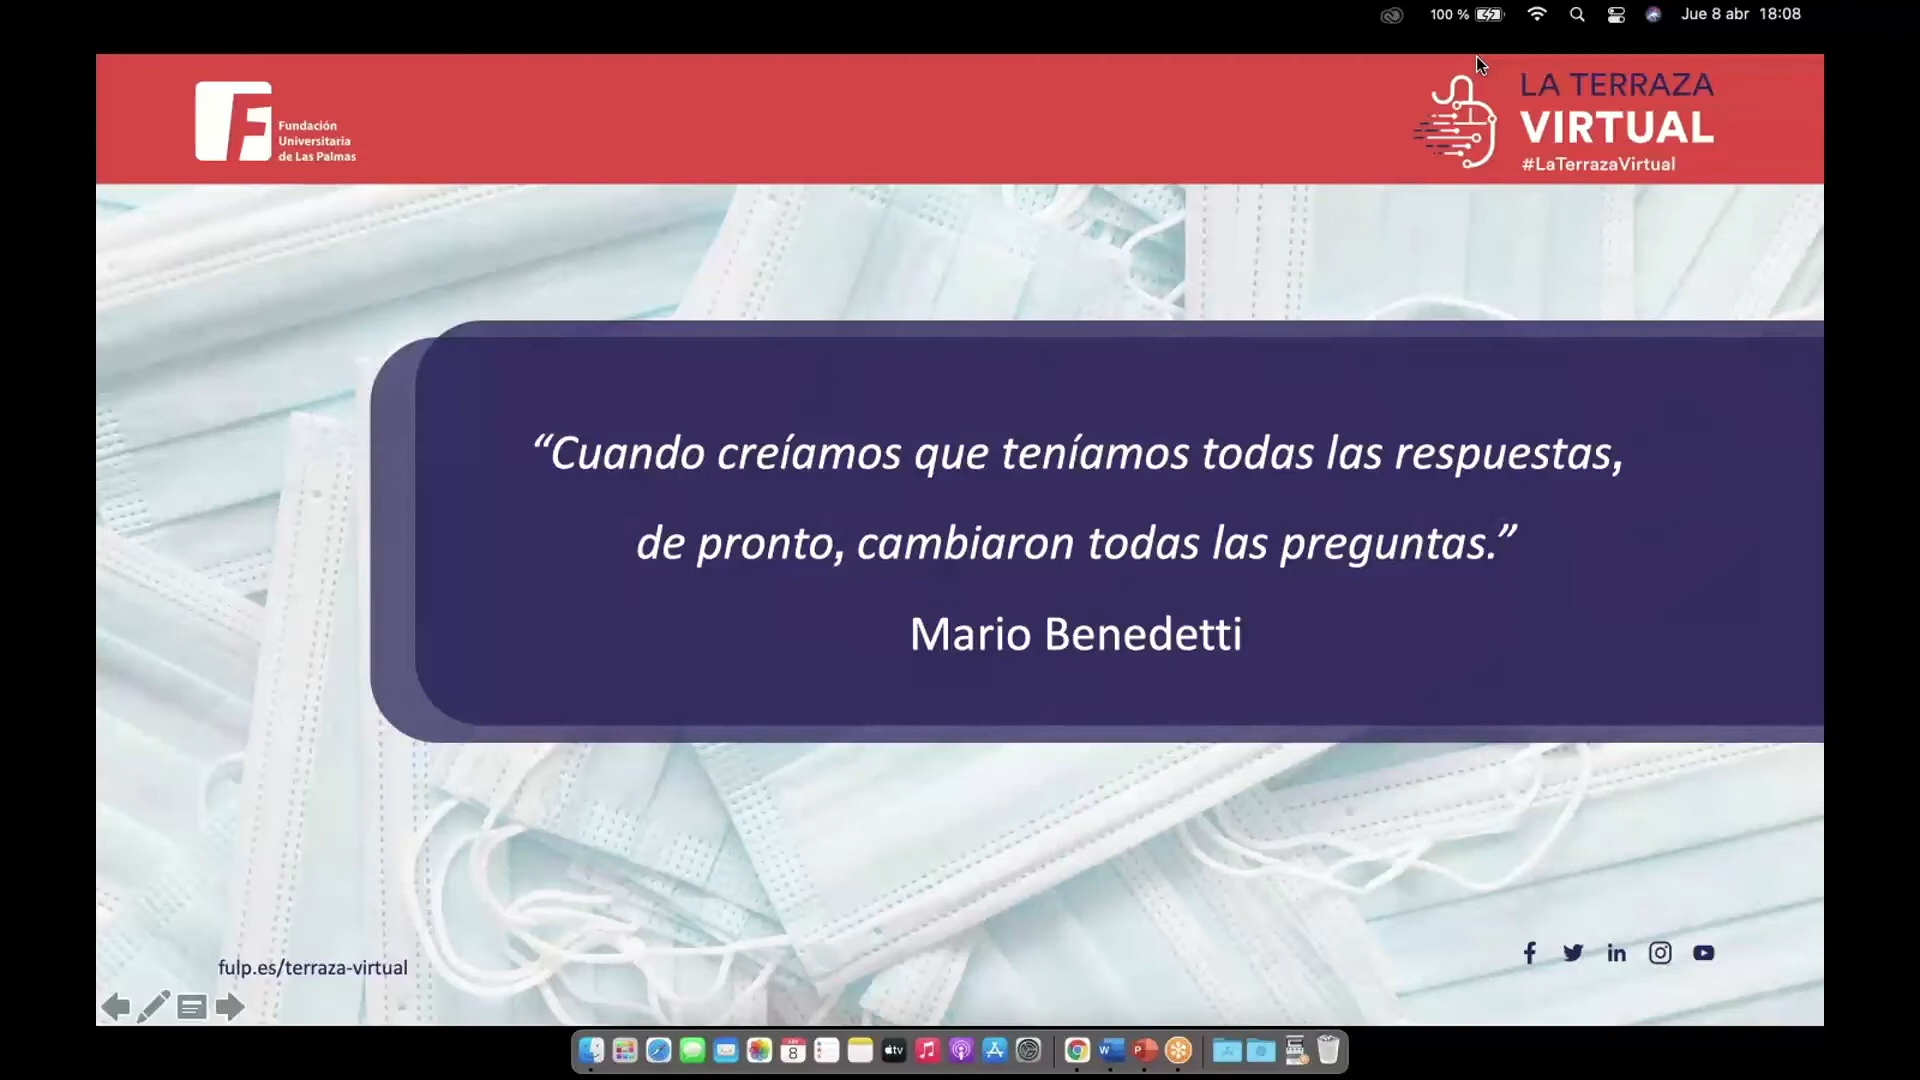 100 %
Jue 8 abr 18:08
Fundación
Universitaria
de Las Palmas
LA TERRAZA
VIRTUAL
#LaTerrazaVirtual
“Cuando creíamos que teníamos todas las respuestas,
de pronto, cambiaron todas las preguntas.”
Mario Benedetti
fulp.es/terraza-virtual